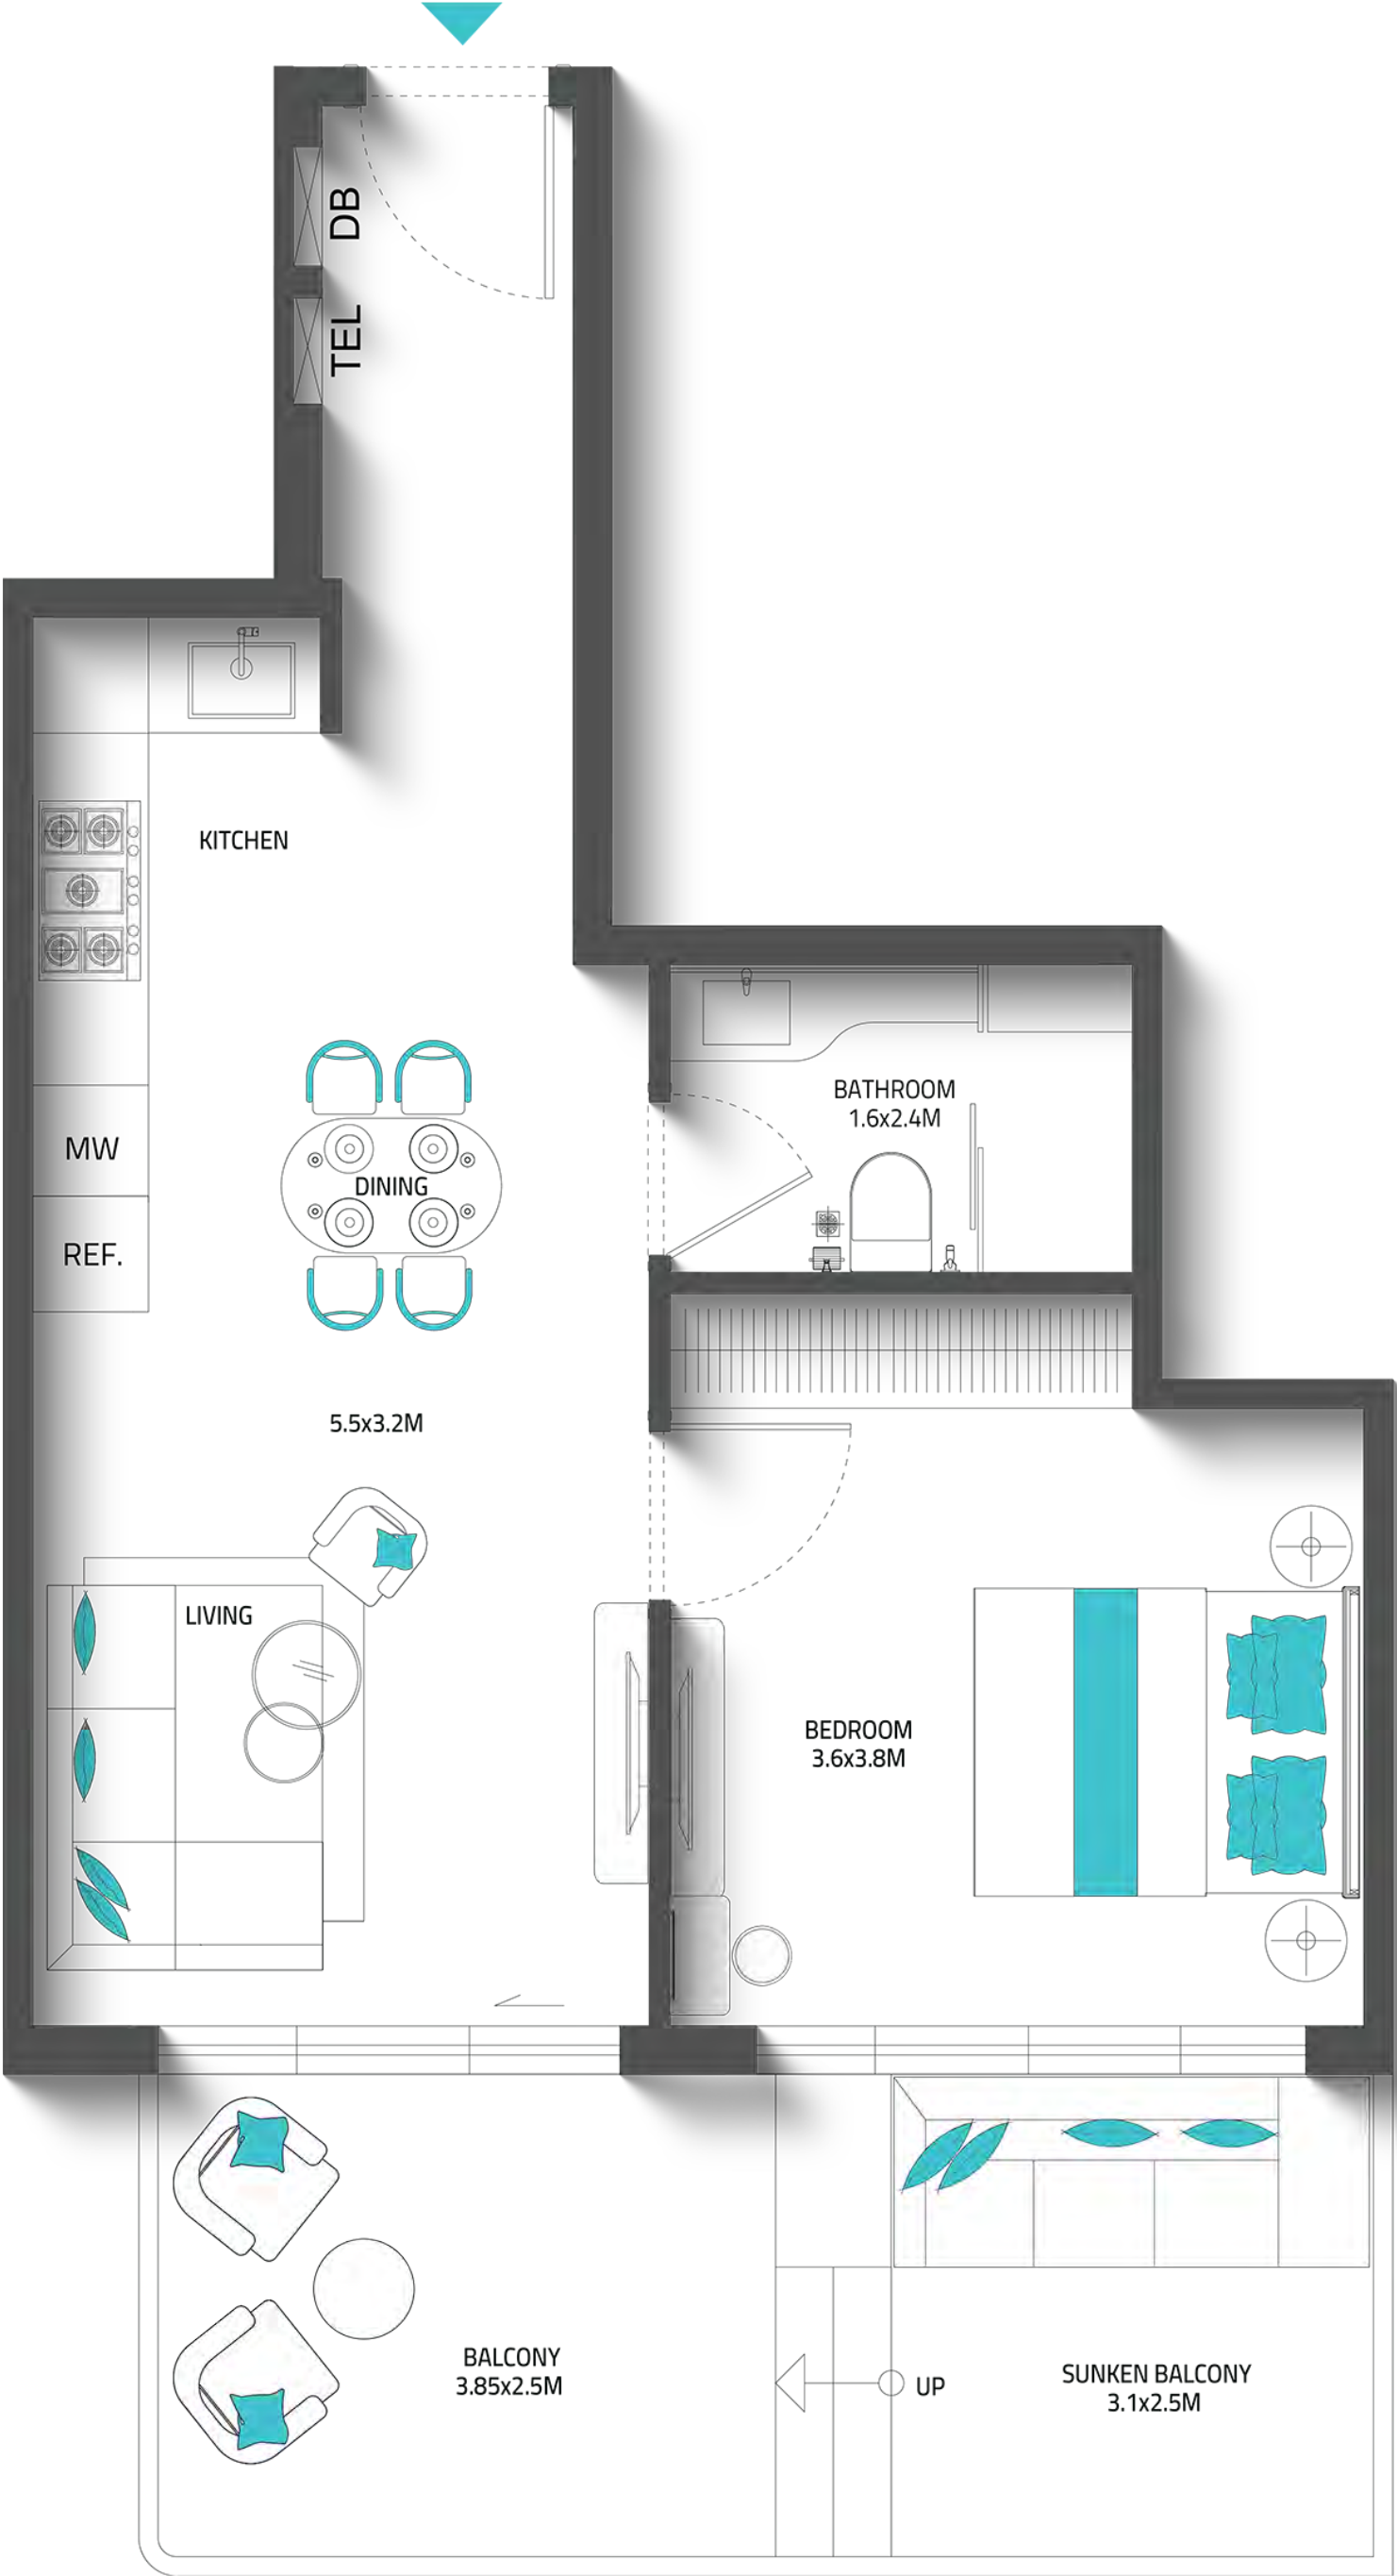 DB
TEL
KITCHEN
BATHROOM
1.6x2.4M
MW
DINING
REF.
5.5x3.2M
LIVING
BEDROOM
3.6x3.8M
BALCONY
3.85x2.5M
UP
SUNKEN BALCONY
3.1x2.5M